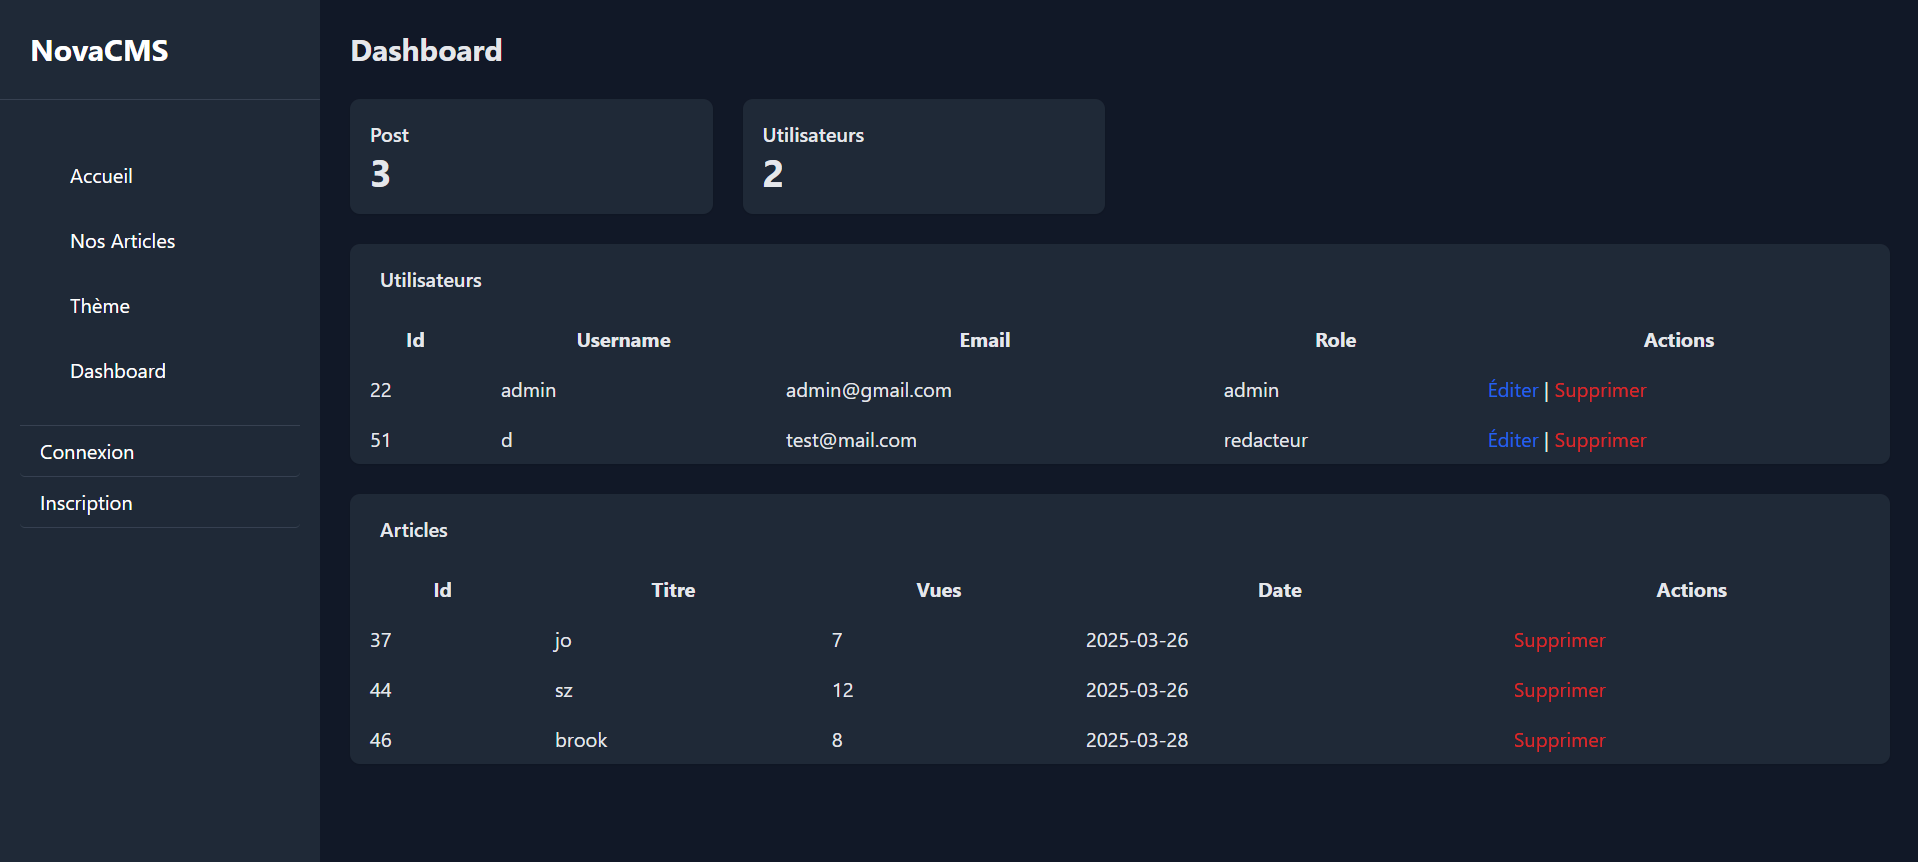 NovaCMS
Accueil
Nos Articles
Thème
Dashboard
Connexion
Inscription
Dashboard
Post
3
Utilisateurs
2
Utilisateurs
Id Username Email Role Actions
22 admin admin@gmail.com admin Éditer | Supprimer
51 d test@mail.com redacteur Éditer | Supprimer
Articles
Id Titre Vues Date Actions
37 jo 7 2025-03-26 Supprimer
44 sz 12 2025-03-26 Supprimer
46 brook 8 2025-03-28 Supprimer